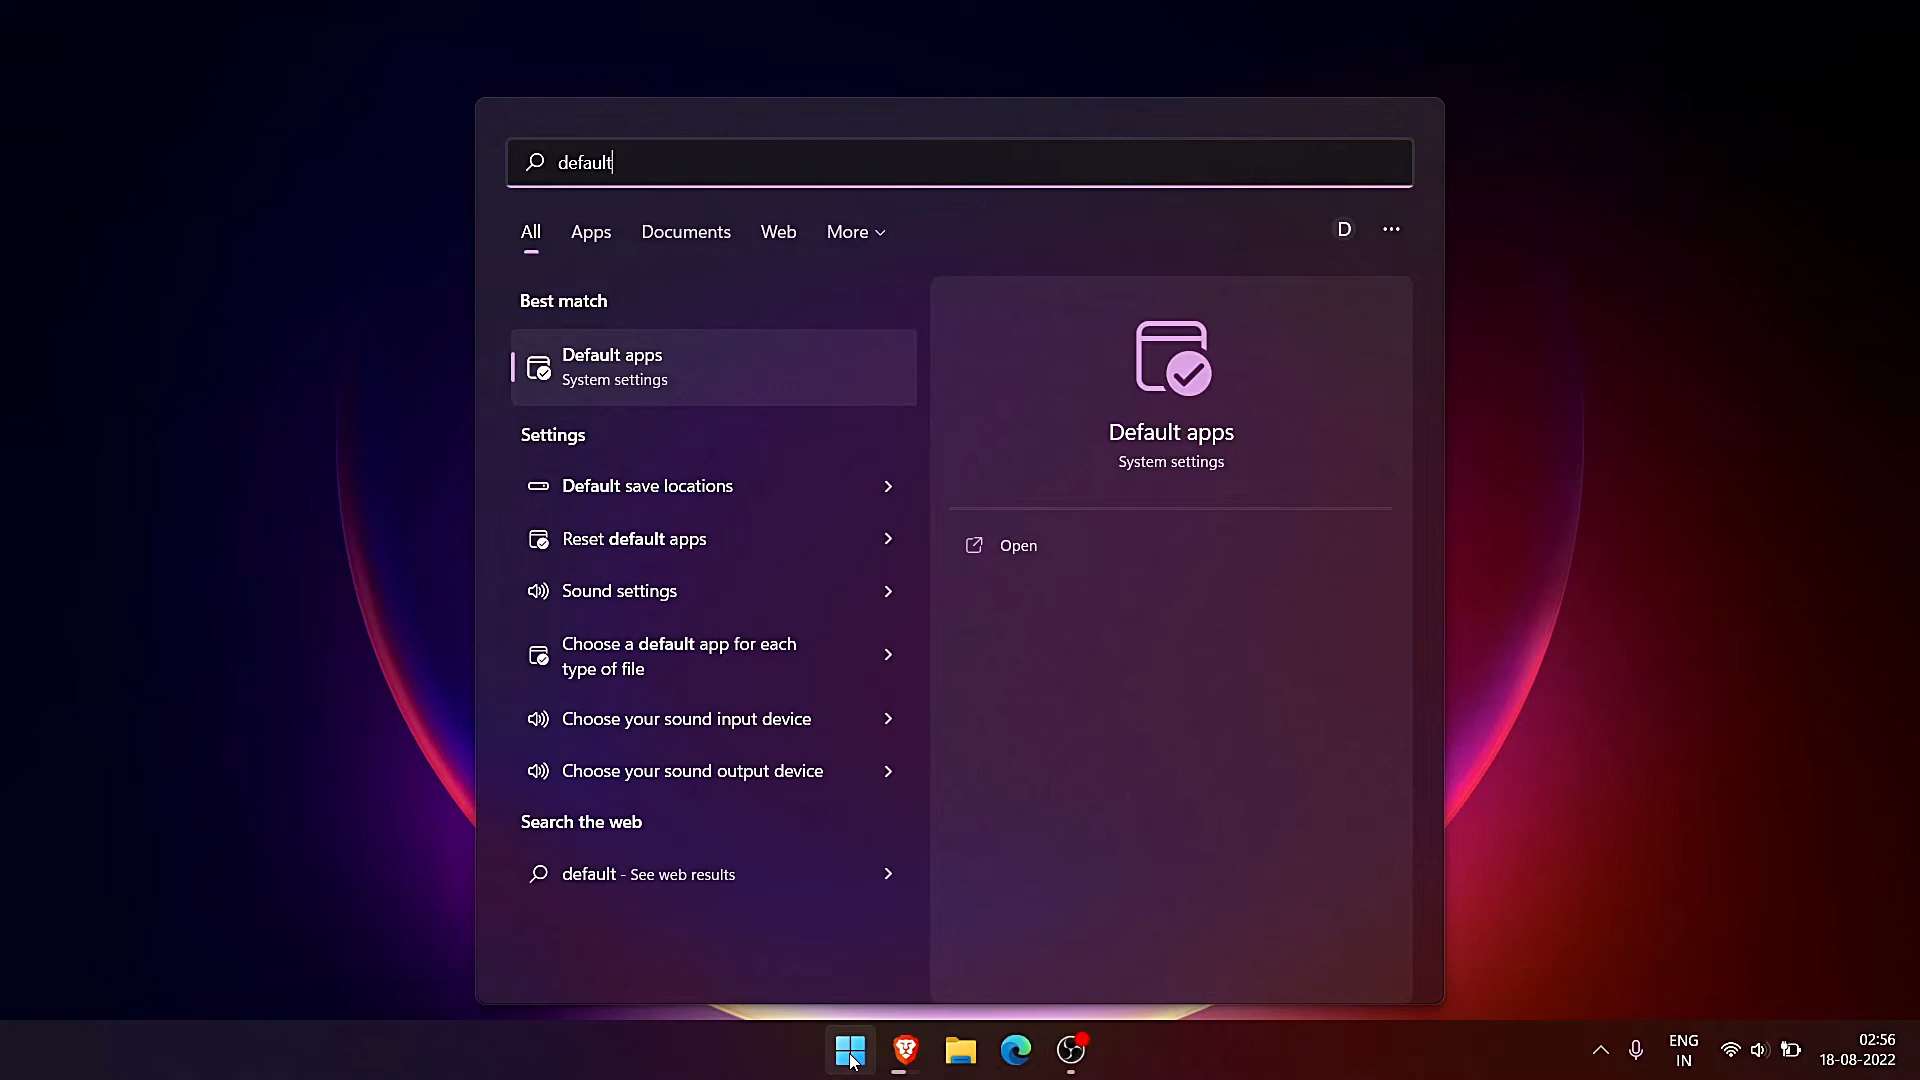 default
All Apps Documents Web More
D ...
Best match
Default apps
System settings
Settings
Default save locations
Reset default apps
Sound settings
Choose a default app for each
type of file
Choose your sound input device
Choose your sound output device
Search the web
default - See web results
Default apps
System settings
Open
ENG
IN
02:56
18-08-2022